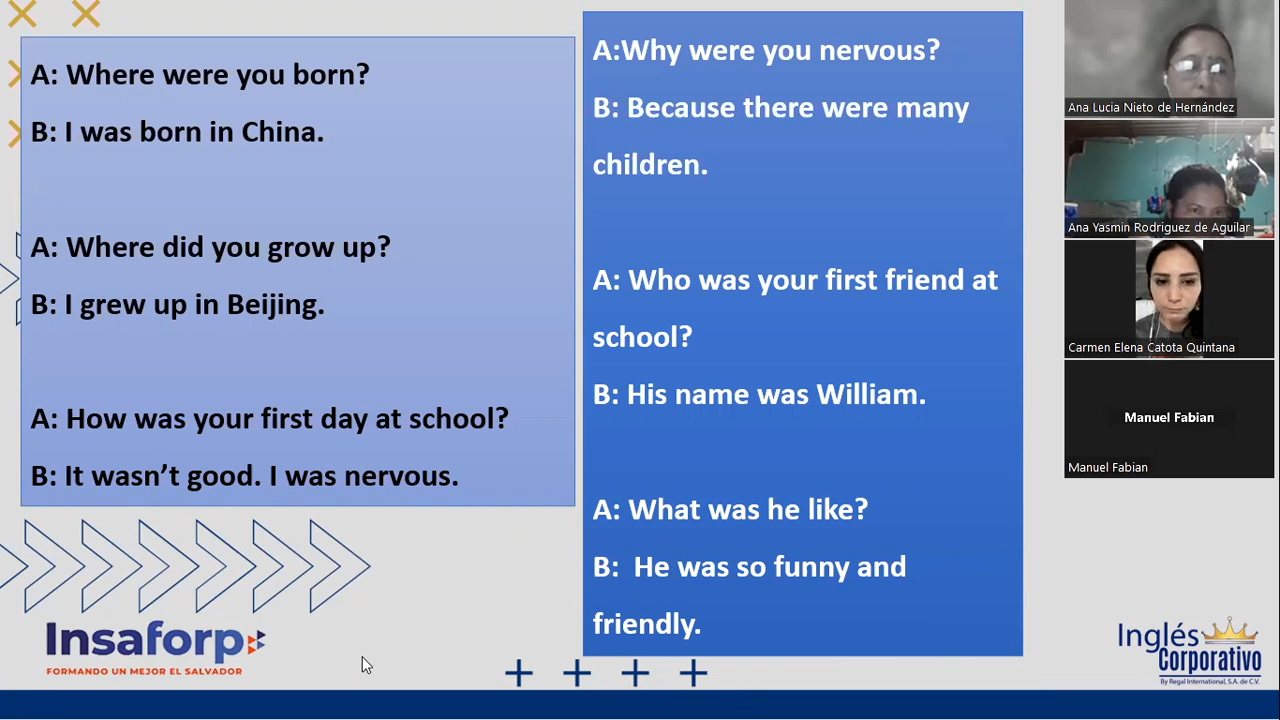 A: Where were you born?
B: I was born in China.
A: Where did you grow up?
B: I grew up in Beijing.
A: How was your first day at school?
B: It wasn’t good. I was nervous.
A:Why were you nervous?
B: Because there were many
children.
A: Who was your first friend at
school?
B: His name was William.
A: What was he like?
B:  He was so funny and
friendly.
Ana Lucia Nieto de Hernández
Ana Yasmin Rodriguez de Aguilar
Carmen Elena Catota Quintana
Manuel Fabian
Manuel Fabian
Insaforp
FORMANDO UN MEJOR EL SALVADOR
Inglés
Corporativo
By Regal International, S.A. de C.V.